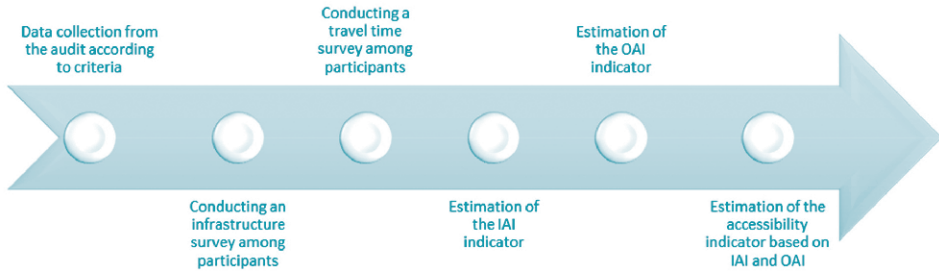 Data collection from
the audit according
to criteria
Conducting an
infrastructure
survey among
participants
Conducting a
travel time
survey among
participants
Estimation of
the IAI
indicator
Estimation of
the OAI
indicator
Estimation of the
accessibility
indicator based on
IAI and OAI